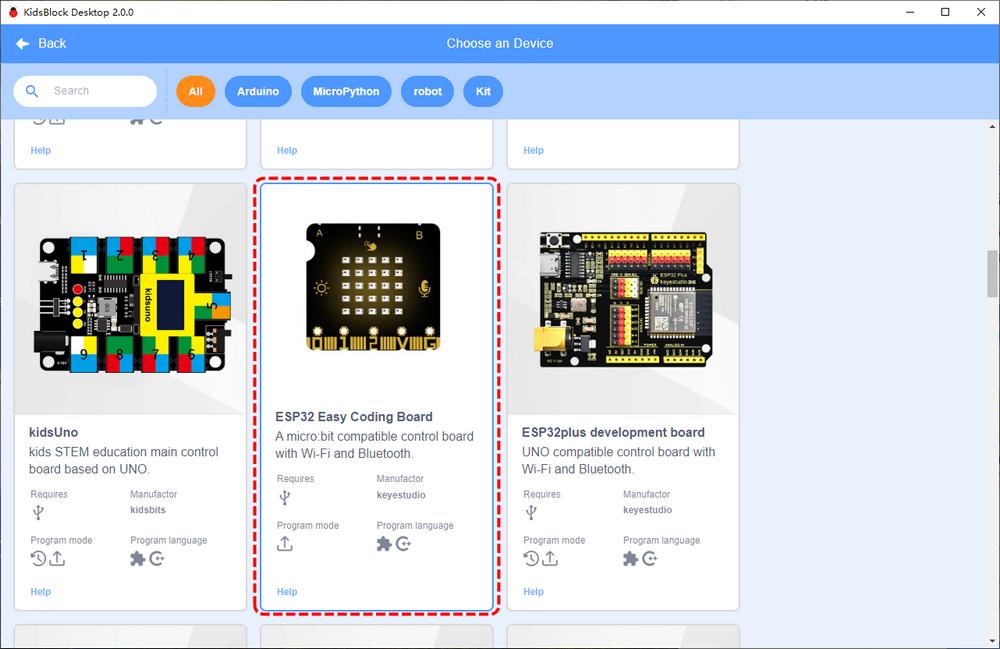 KidsBlock Desktop 2.0.0
Back
Choose an Device
Search
All
Arduino
MicroPython
robot
Kit
Help
Help
Help
1
2
3
4
kidsuno
5
9
8
7
6
kidsUno
kids STEM education main control
board based on UNO.
Requires
Manufactor
kidsbits
Program mode
Program language
Help
A
B
0
1
2
V
G
ESP32 Easy Coding Board
A micro:bit compatible control board
with Wi-Fi and Bluetooth.
Requires
Manufactor
keyestudio
Program mode
Program language
Help
ESP32 Plus
keyestudio
ESP32plus development board
UNO compatible control board with
Wi-Fi and Bluetooth.
Requires
Manufactor
keyestudio
Program mode
Program language
Help